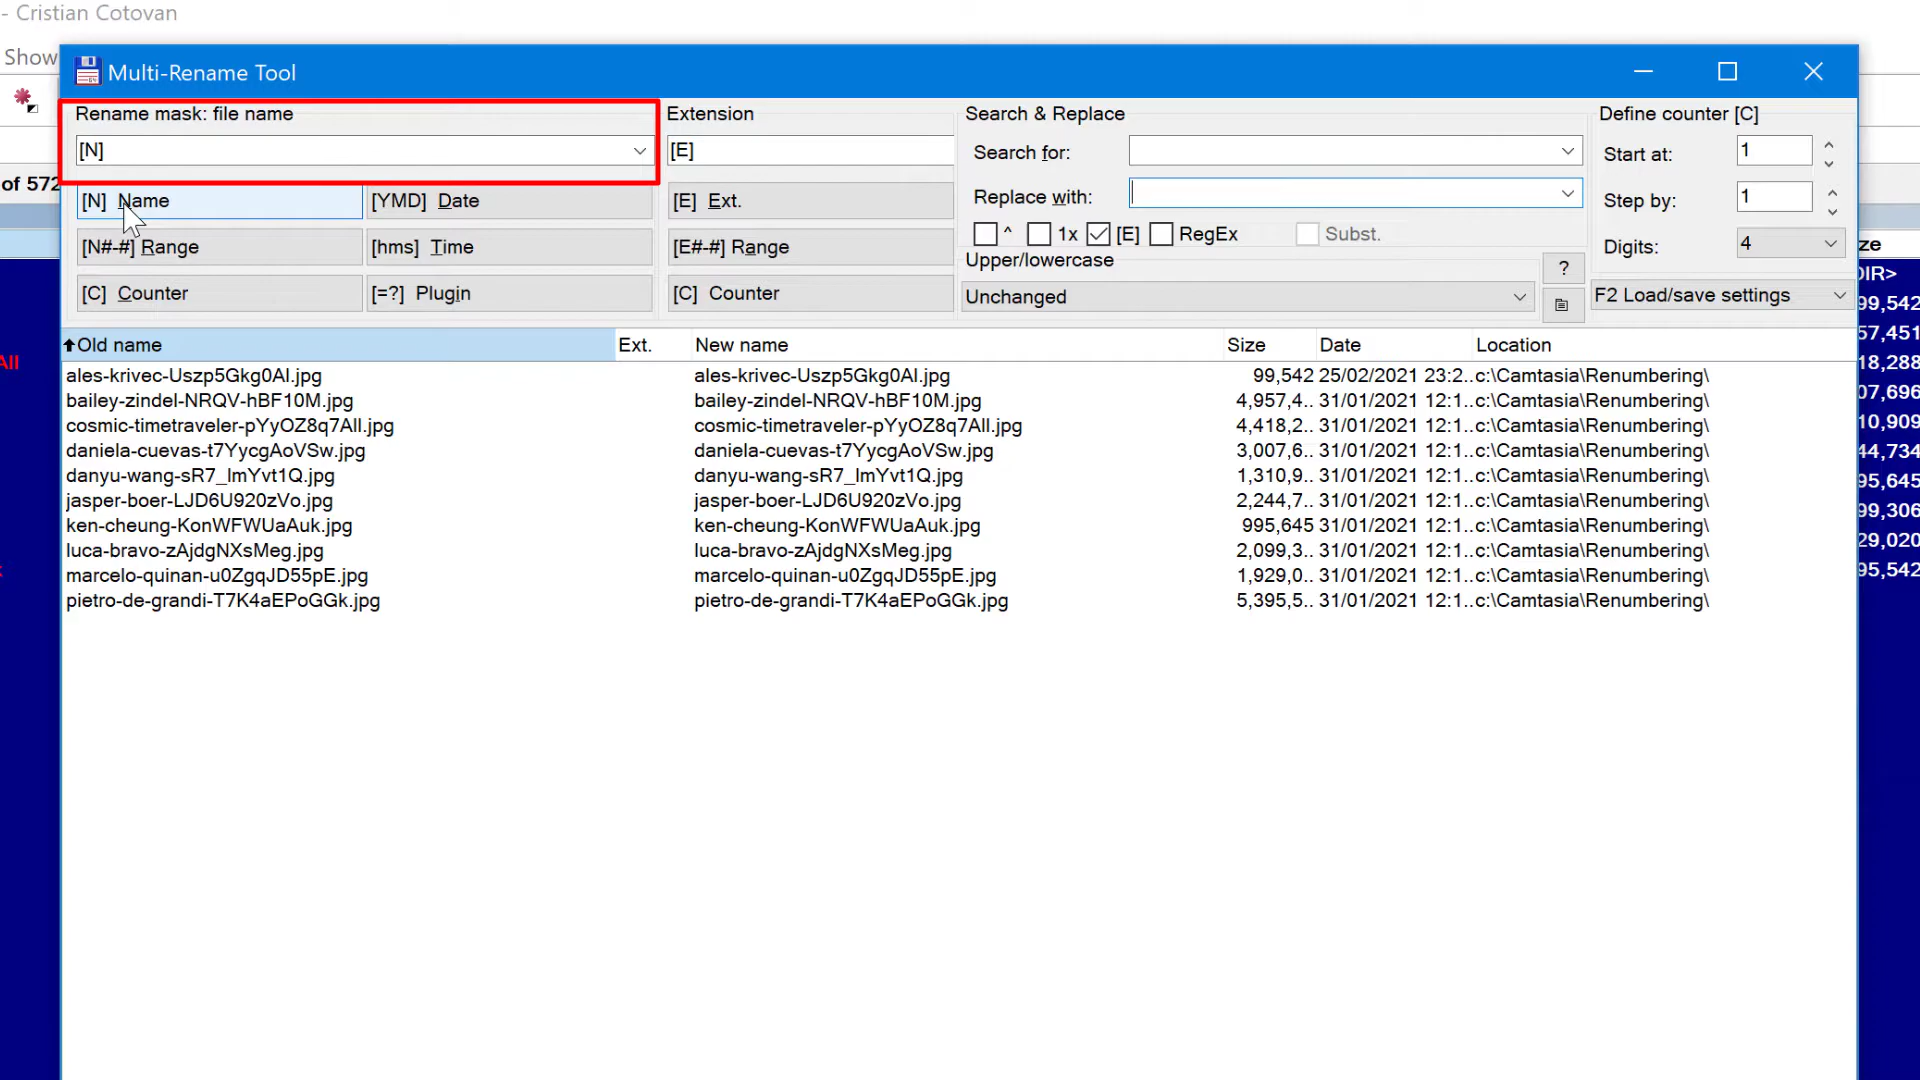 - Cristian Cotovan
Show
Multi-Rename Tool
Rename mask: file name
Extension
Search & Replace
Define counter [C]
[N]
[E]
Search for:
Start at:
1
of 572
[N] Name
[YMD] Date
[E] Ext.
Replace with:
Step by:
1
[N#-#] Range
[hms] Time
[E#-#] Range
^
1x
[E]
RegEx
Subst.
Digits:
4
ze
Upper/lowercase
?
DIR>
[C] Counter
[=?] Plugin
[C] Counter
Unchanged
F2 Load/save settings
99,542
57,451
Old name
Ext.
New name
Size
Date
Location
All
18,288
ales-krivec-Uszp5Gkg0AI.jpg ales-krivec-Uszp5Gkg0AI.jpg 99,542 25/02/2021 23:2.. c:\Camtasia\Renumbering\
07,696
bailey-zindel-NRQV-hBF10M.jpg bailey-zindel-NRQV-hBF10M.jpg 4,957,4.. 31/01/2021 12:1.. c:\Camtasia\Renumbering\
10,909
cosmic-timetraveler-pYyOZ8q7AII.jpg cosmic-timetraveler-pYyOZ8q7AII.jpg 4,418,2.. 31/01/2021 12:1.. c:\Camtasia\Renumbering\
44,734
daniela-cuevas-t7YycgAoVSw.jpg daniela-cuevas-t7YycgAoVSw.jpg 3,007,6.. 31/01/2021 12:1.. c:\Camtasia\Renumbering\
95,645
danyu-wang-sR7_lmYvt1Q.jpg danyu-wang-sR7_lmYvt1Q.jpg 1,310,9.. 31/01/2021 12:1.. c:\Camtasia\Renumbering\
99,306
jasper-boer-LJD6U920zVo.jpg jasper-boer-LJD6U920zVo.jpg 2,244,7.. 31/01/2021 12:1.. c:\Camtasia\Renumbering\
29,020
ken-cheung-KonWFWUaAuk.jpg ken-cheung-KonWFWUaAuk.jpg 995,645 31/01/2021 12:1.. c:\Camtasia\Renumbering\
95,542
luca-bravo-zAjdgNXsMeg.jpg luca-bravo-zAjdgNXsMeg.jpg 2,099,3.. 31/01/2021 12:1.. c:\Camtasia\Renumbering\
marcelo-quinan-u0ZgqJD55pE.jpg marcelo-quinan-u0ZgqJD55pE.jpg 1,929,0.. 31/01/2021 12:1.. c:\Camtasia\Renumbering\
pietro-de-grandi-T7K4aEPoGGk.jpg pietro-de-grandi-T7K4aEPoGGk.jpg 5,395,5.. 31/01/2021 12:1.. c:\Camtasia\Renumbering\